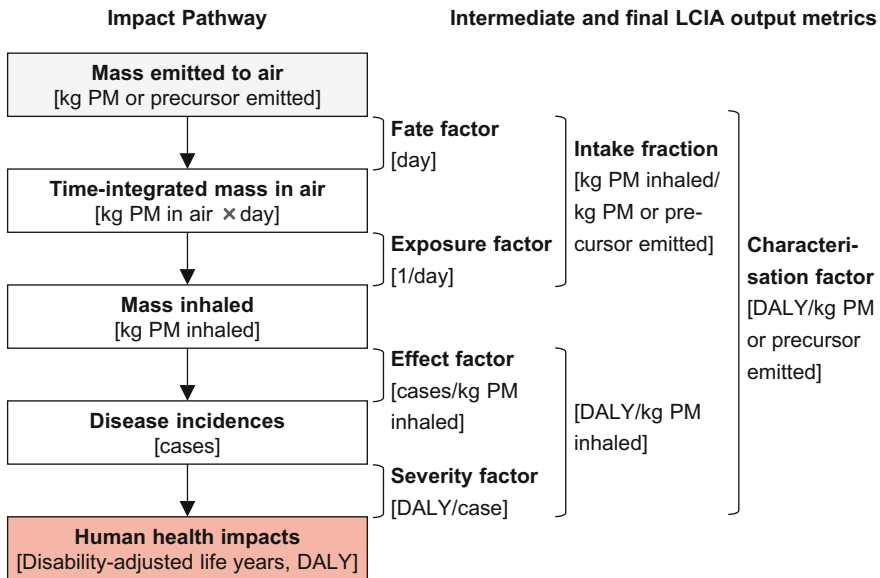 Impact Pathway
Intermediate and final LCIA output metrics
Mass emitted to air
[kg PM or precursor emitted]
Fate factor
[day]
Time-integrated mass in air
[kg PM in air × day]
Exposure factor
[1/day]
Mass inhaled
[kg PM inhaled]
Effect factor
[cases/kg PM
inhaled]
Disease incidences
[cases]
Severity factor
[DALY/case]
Human health impacts
[Disability-adjusted life years, DALY]
Intake fraction
[kg PM inhaled/
kg PM or pre-
cursor emitted]
[DALY/kg PM
inhaled]
Characteri-
sation factor
[DALY/kg PM
or precursor
emitted]